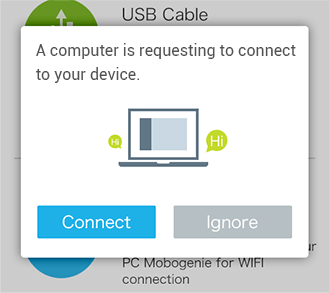 USB Cable
A computer is requesting to connect
to your device.
Hi
Hi
Connect
Ignore
ur
PC Mobogenie for WIFI
connection